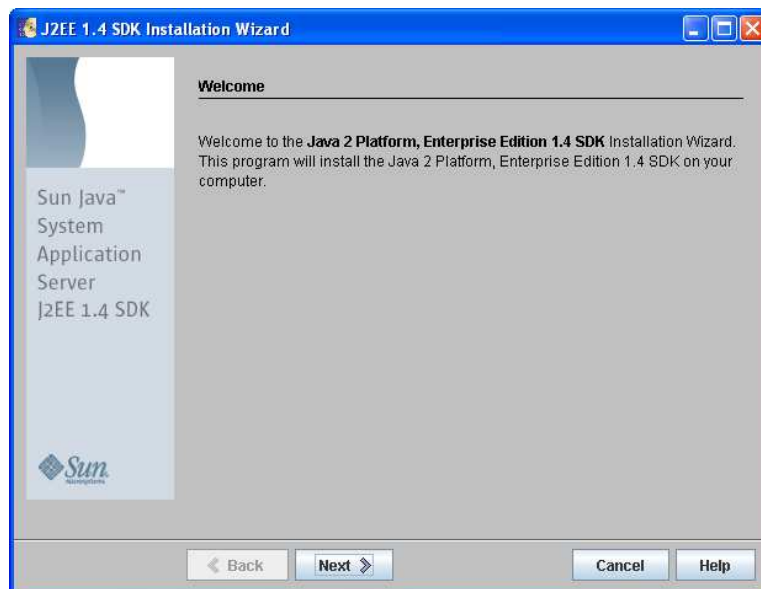 J2EE 1.4 SDK Installation Wizard
Sun Java™
System
Application
Server
J2EE 1.4 SDK
Sun
microsystems
Welcome
Welcome to the Java 2 Platform, Enterprise Edition 1.4 SDK Installation Wizard.
This program will install the Java 2 Platform, Enterprise Edition 1.4 SDK on your
computer.
Back
Next
Cancel
Help